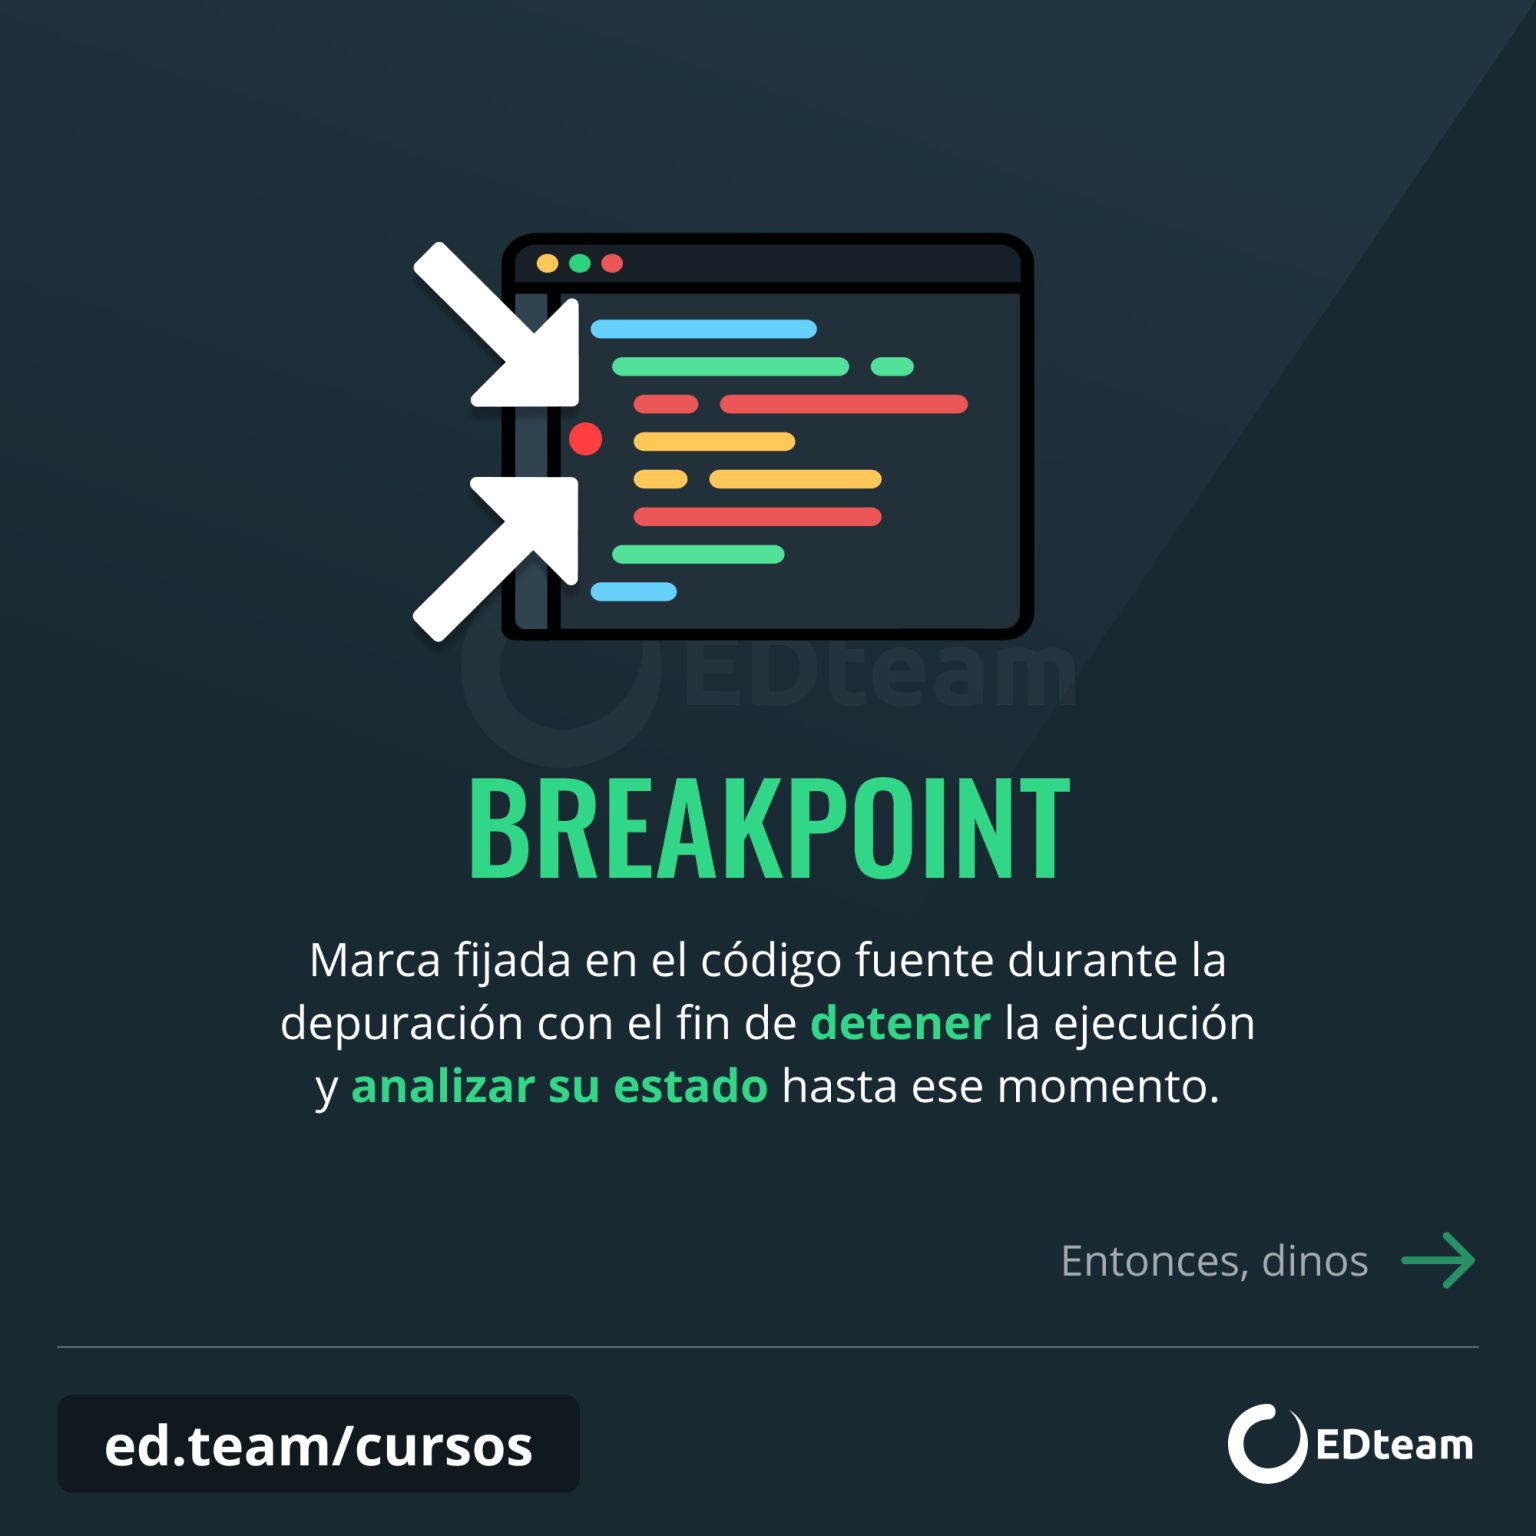 EDteam
BREAKPOINT
Marca fijada en el código fuente durante la
depuración con el fin de detener la ejecución
y analizar su estado hasta ese momento.
Entonces, dinos
ed.team/cursos
EDteam